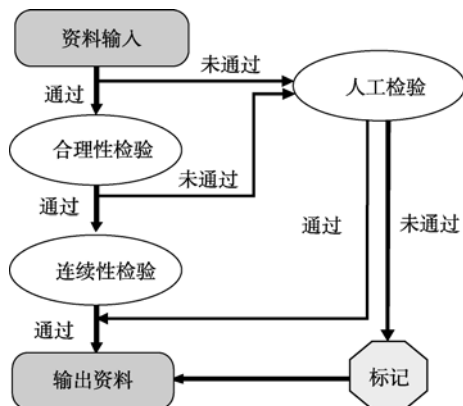 资料输入
未通过
通过
人工检验
合理性检验
未通过
通过
通过
未通过
连续性检验
通过
输出资料
标记